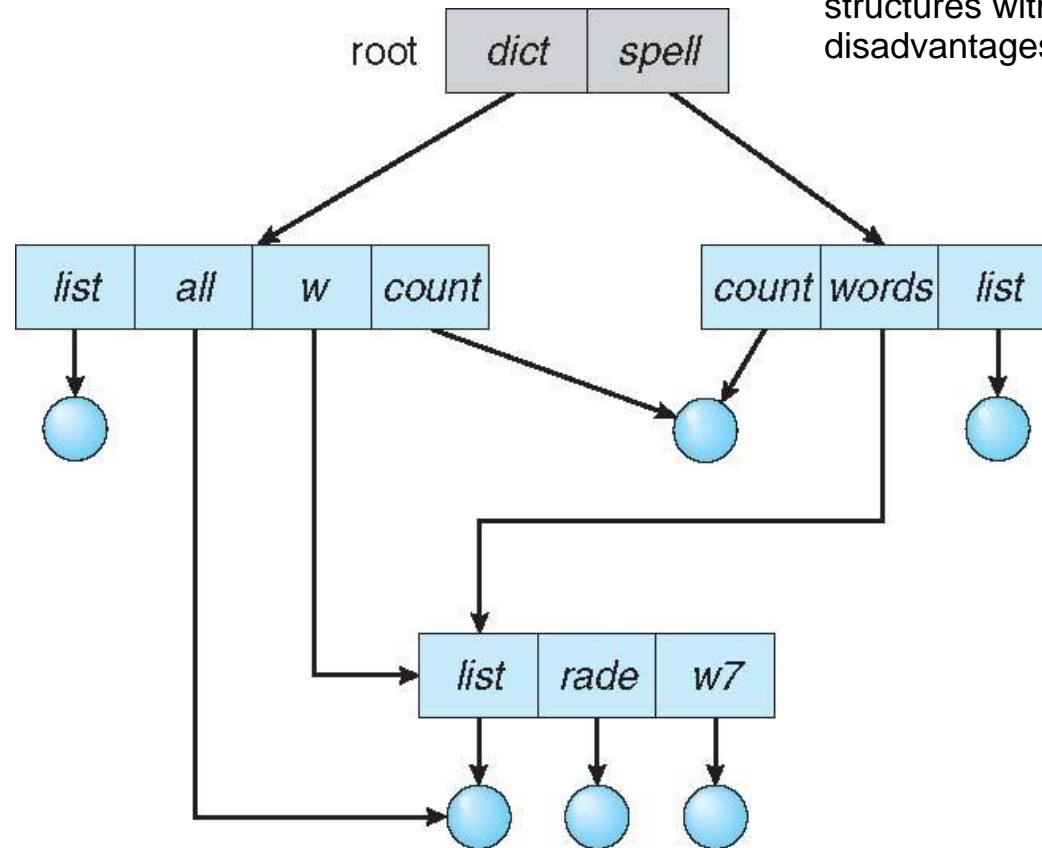 structures with
disadvantages
root dict spell
list all w count count words list
list rade w7